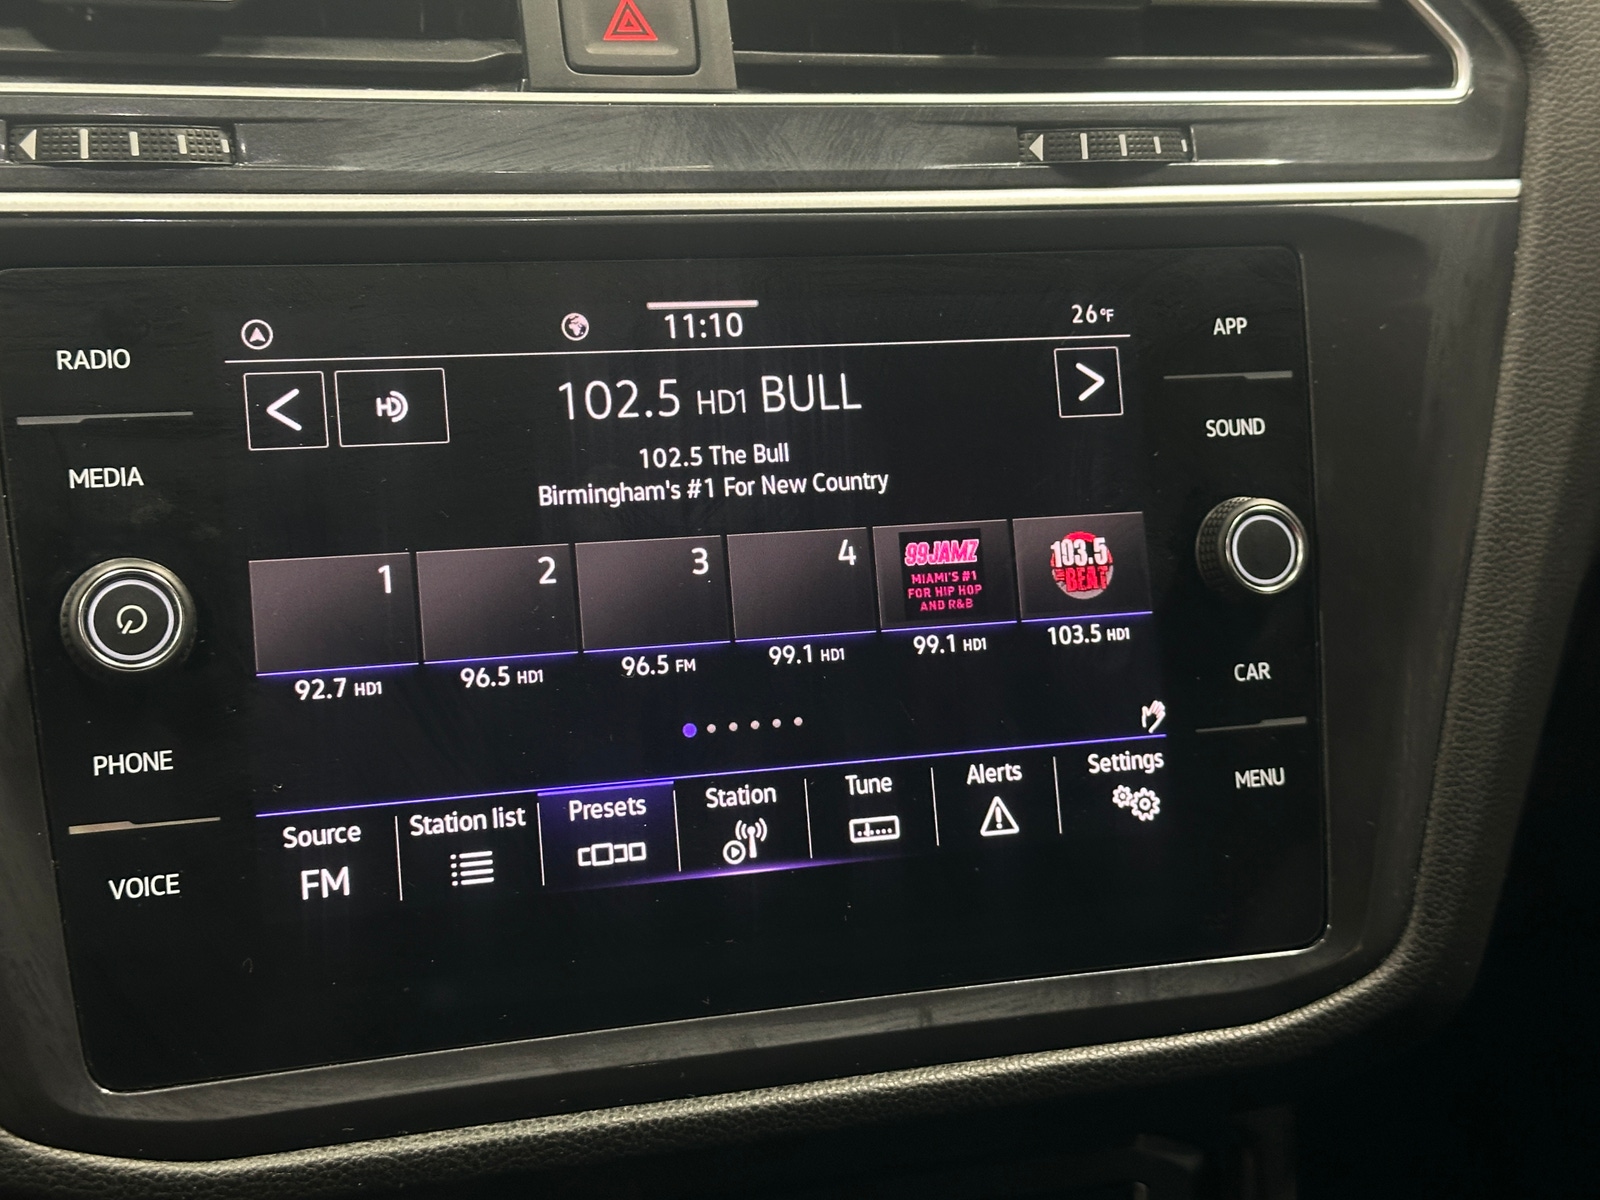 RADIO
MEDIA
PHONE
VOICE
11:10
26°F
HD
102.5 HD1 BULL
102.5 The Bull
Birmingham's #1 For New Country
1
2
3
4
99JAMZ
MIAMI'S #1
FOR HIP HOP
AND R&B
103.5
THE
BEAT
92.7 HD1
96.5 HD1
96.5 FM
99.1 HD1
99.1 HD1
103.5 HD1
Source
FM
Station list
Presets
Station
Tune
Alerts
Settings
APP
SOUND
CAR
MENU